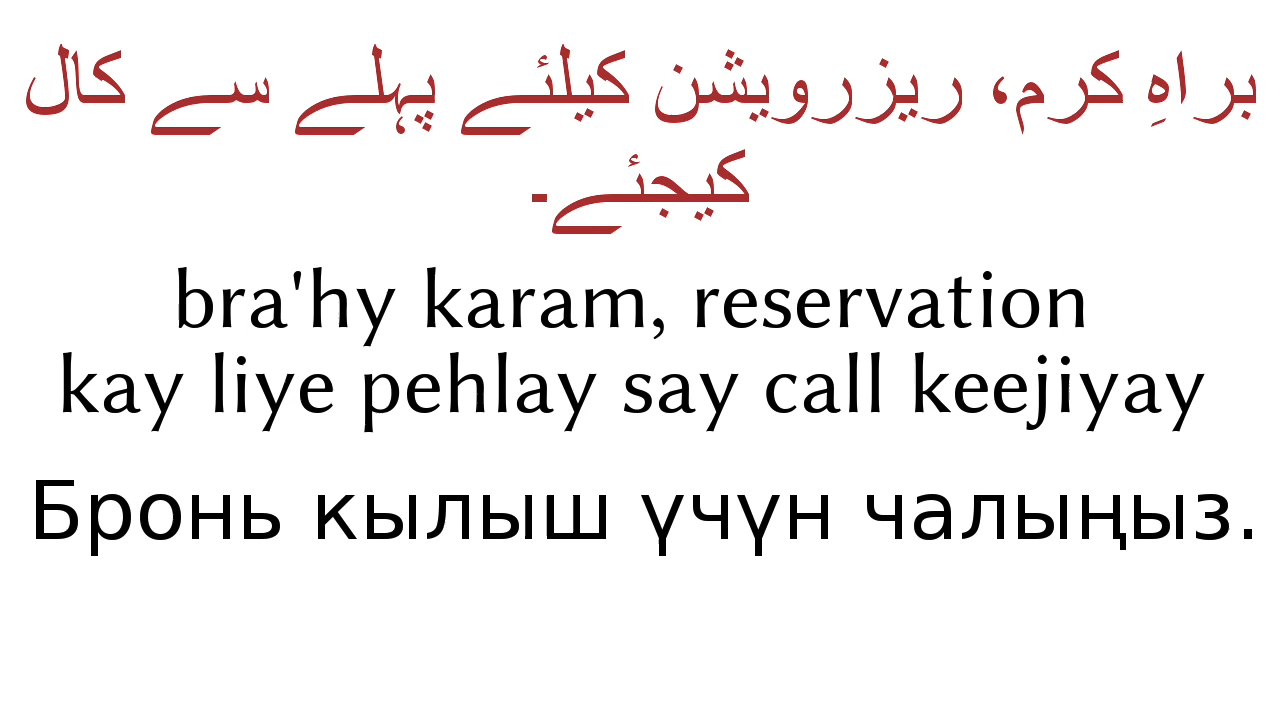 براہِ کرم، ریزرویشن کیلئے پہلے سے کال
کیجئے۔
bra'hy karam, reservation
kay liye pehlay say call keejiyay
Бронь кылыш үчүн чалыңыз.